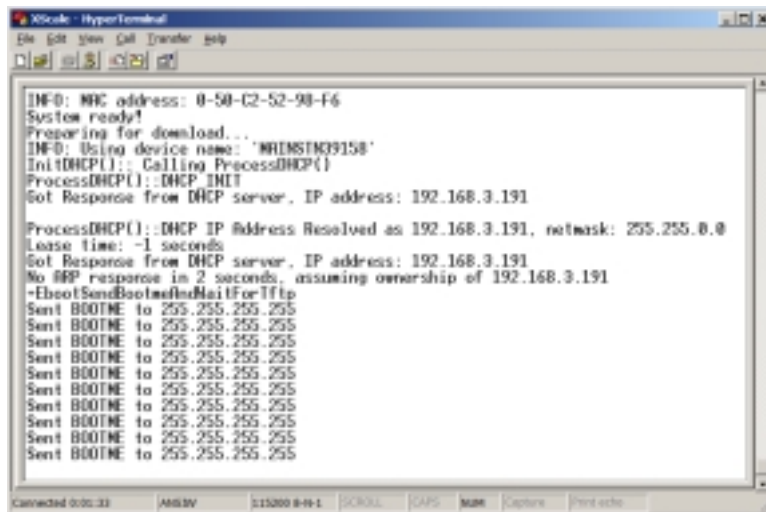 XScale - HyperTerminal
File Edit View Call Transfer Help
INFO: MAC address: 0-50-C2-52-98-F6
System ready!
Preparing for download...
INFO: Using device name: 'MAINSTN39158'
InitDHCP():: Calling ProcessDHCP()
ProcessDHCP()::DHCP_INIT
Got Response from DHCP server, IP address: 192.168.3.191
ProcessDHCP()::DHCP IP Address Resolved as 192.168.3.191, netmask: 255.255.0.0
Lease time: -1 seconds
Got Response from DHCP server, IP address: 192.168.3.191
No ARP response in 2 seconds, assuming ownership of 192.168.3.191
+EbootSendBootmeAndWaitForTftp
Sent BOOTME to 255.255.255.255
Sent BOOTME to 255.255.255.255
Sent BOOTME to 255.255.255.255
Sent BOOTME to 255.255.255.255
Sent BOOTME to 255.255.255.255
Sent BOOTME to 255.255.255.255
Sent BOOTME to 255.255.255.255
Sent BOOTME to 255.255.255.255
Sent BOOTME to 255.255.255.255
Sent BOOTME to 255.255.255.255
Connected 0:01:33 ANSIW 115200 8-N-1 SCROLL CAPS NUM Capture Print echo